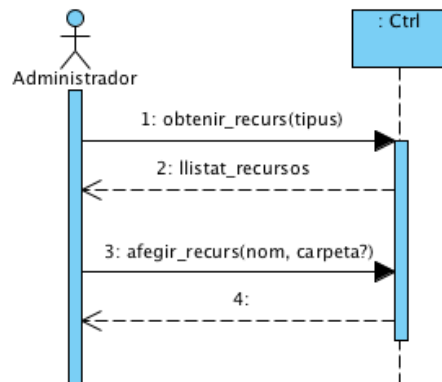 : Ctrl
Administrador
1: obtenir_recurs(tipus)
2: llistat_recursos
3: afegir_recurs(nom, carpeta?)
4: